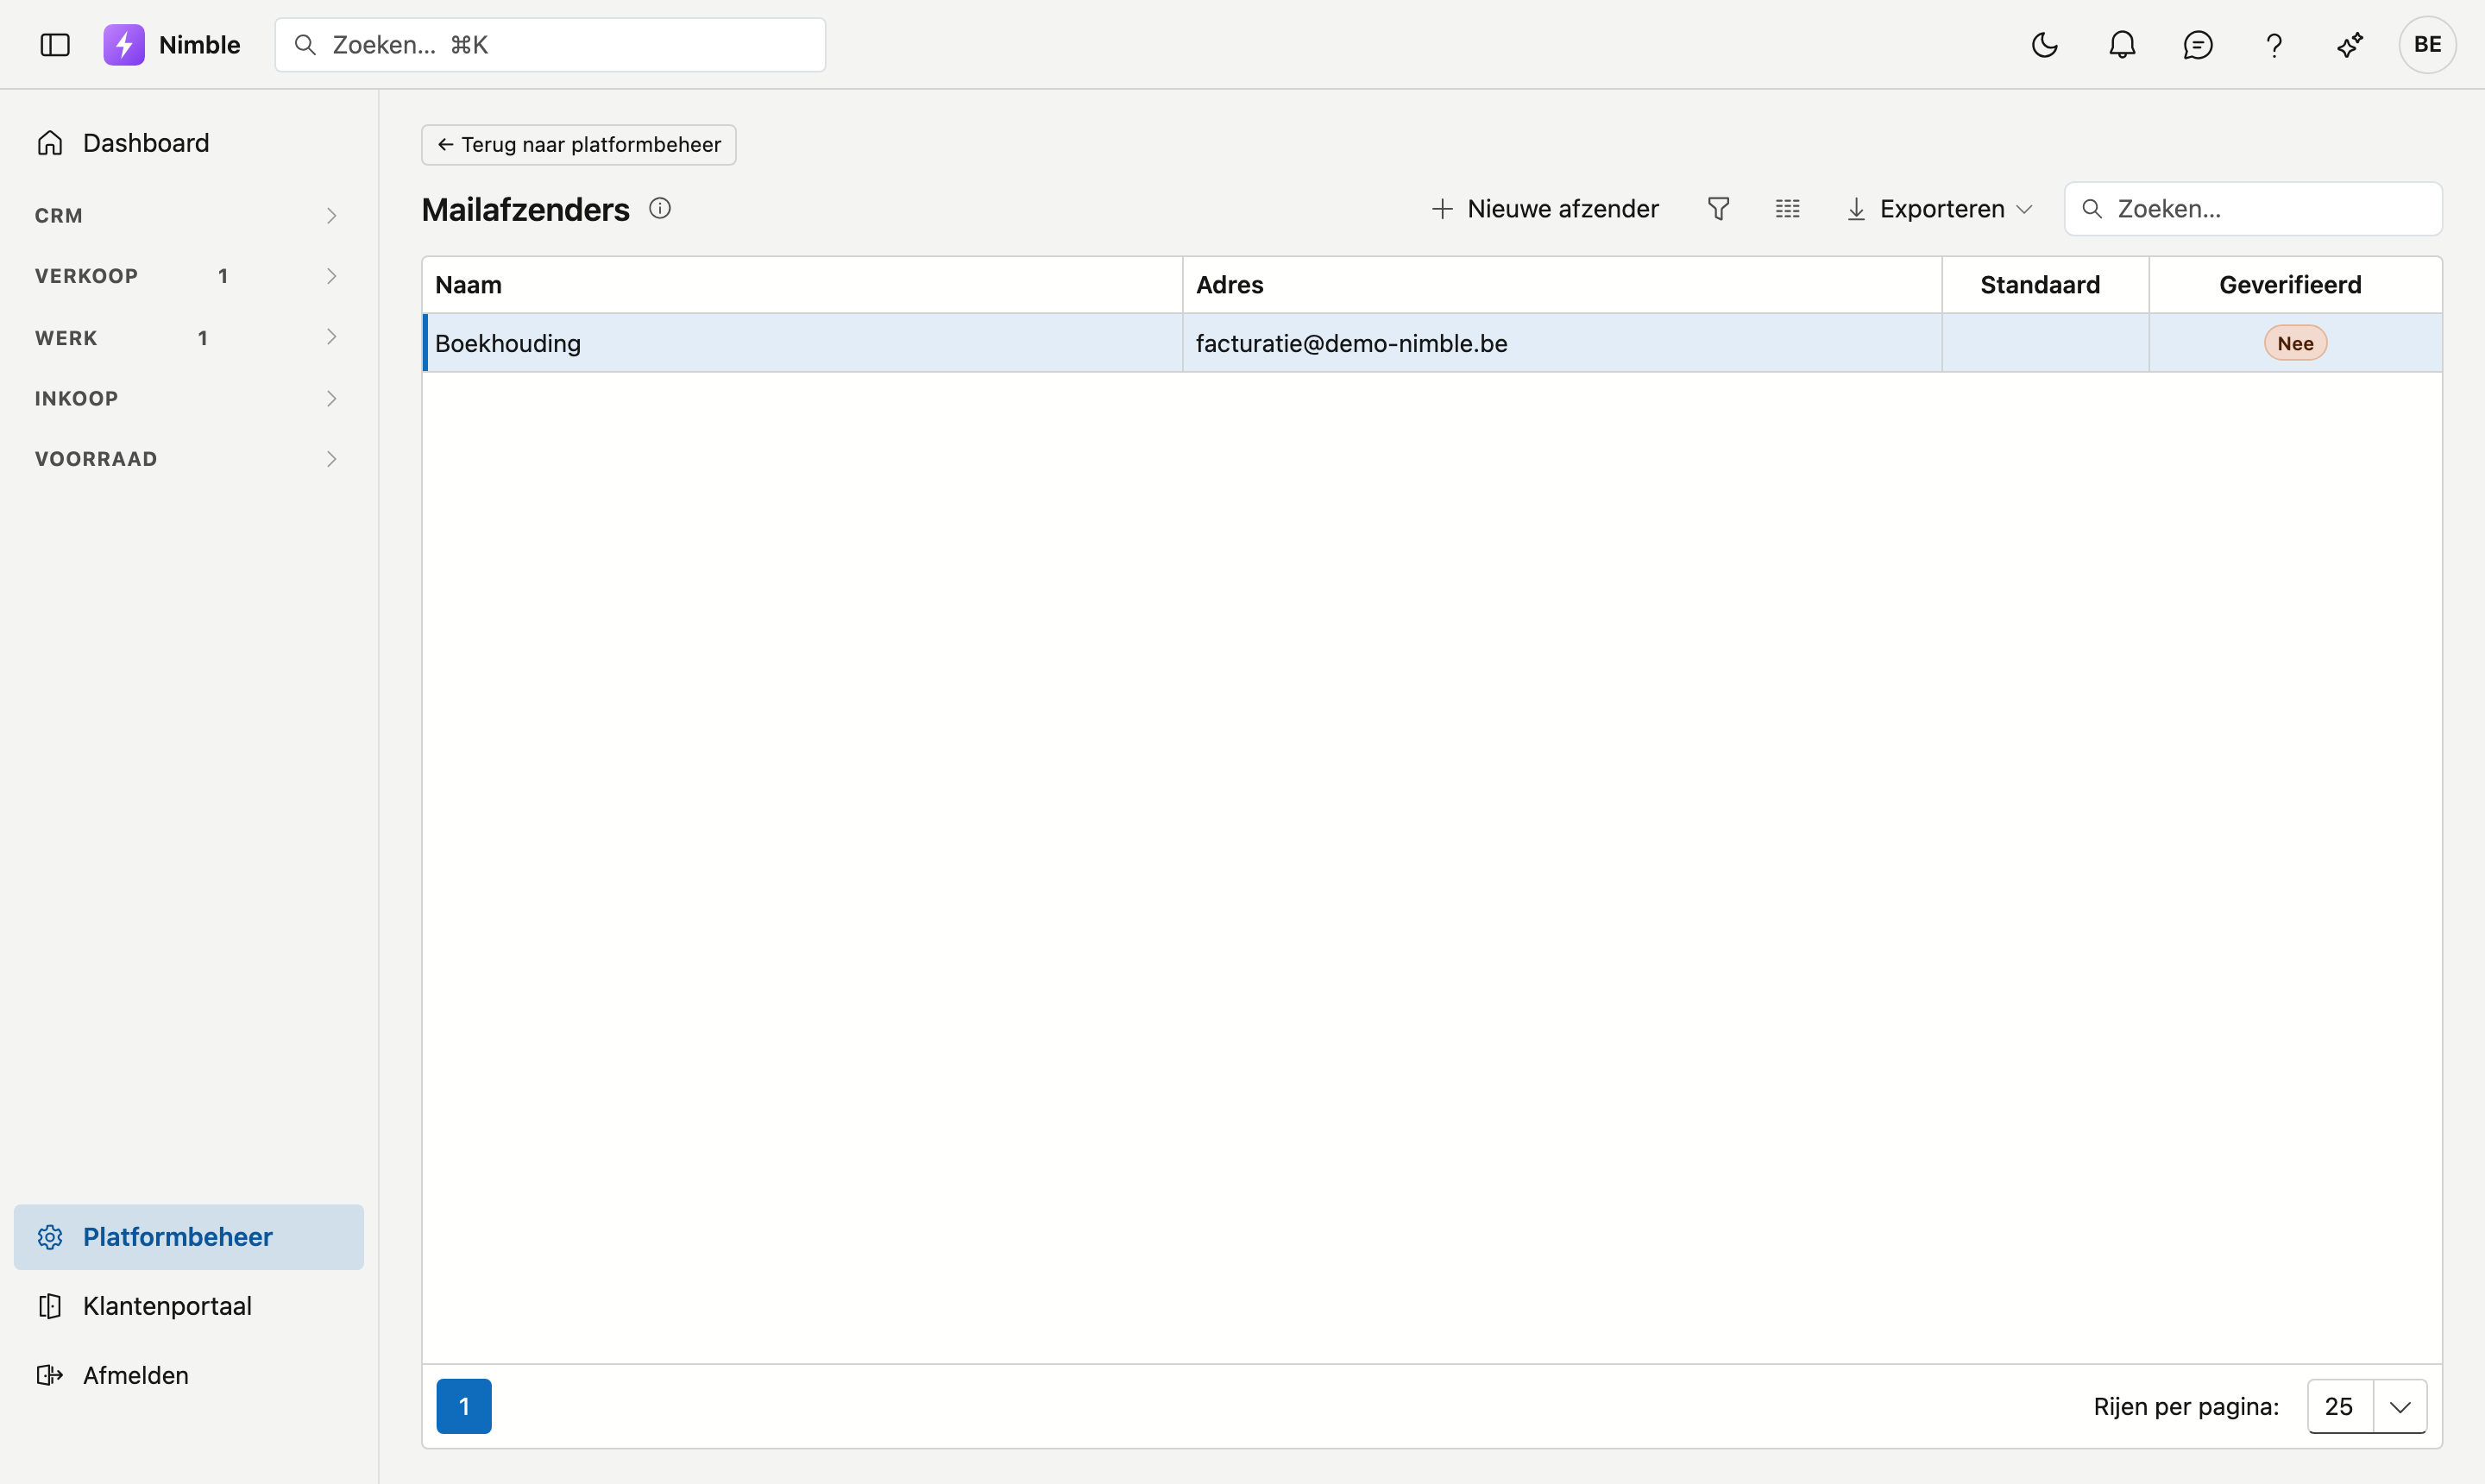 Nimble
Zoeken... ⌘K
BE
Dashboard
CRM
VERKOOP 1
WERK 1
INKOOP
VOORRAAD
Platformbeheer
Klantenportaal
Afmelden
← Terug naar platformbeheer
Mailafzenders
Nieuwe afzender
Exporteren
Zoeken...
Naam Adres Standaard Geverifieerd
Boekhouding facturatie@demo-nimble.be Nee
1
Rijen per pagina: 25